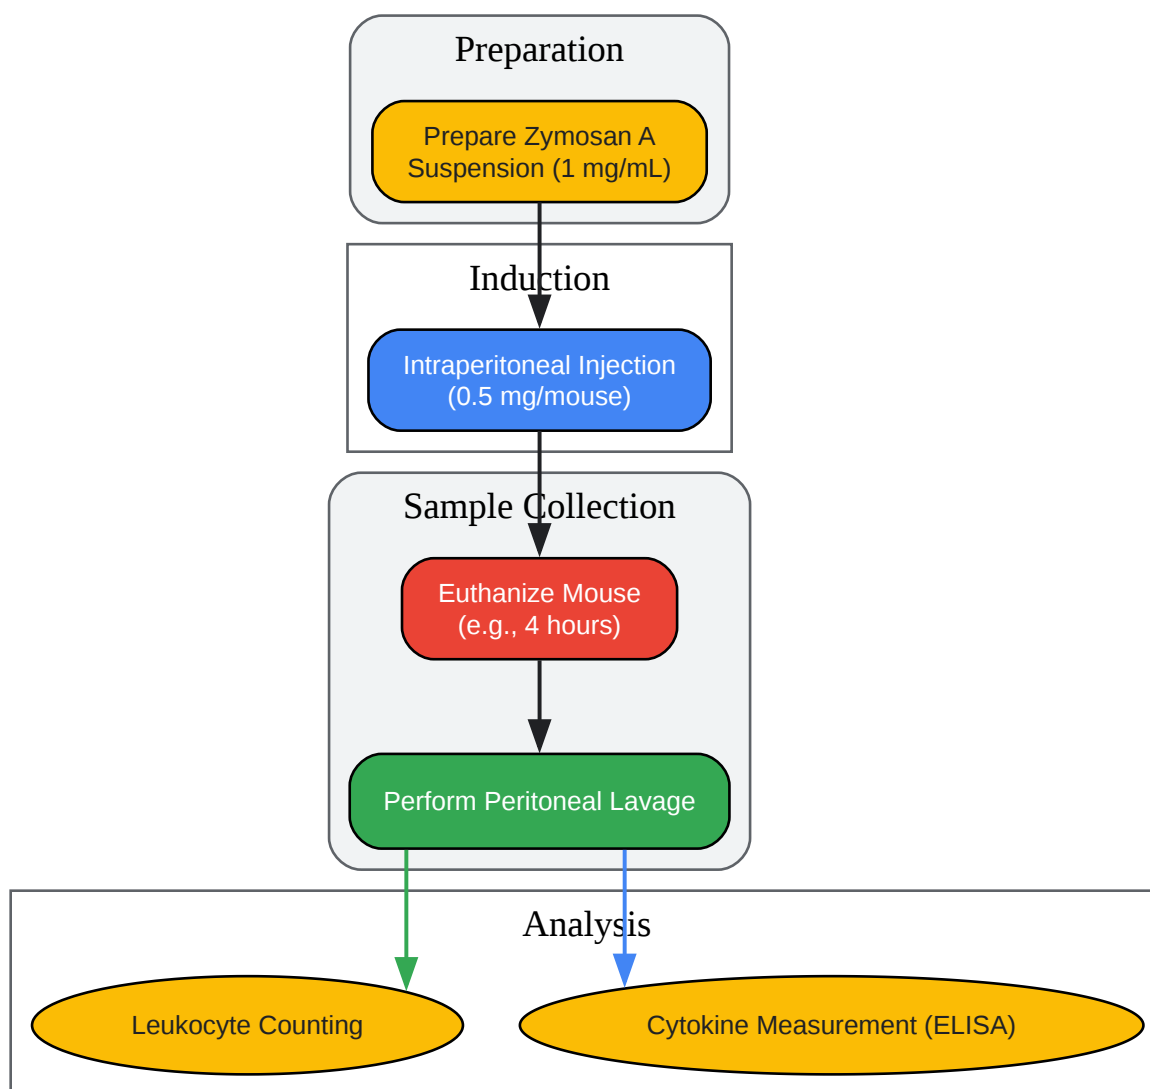 Preparation
Prepare Zymosan A
Suspension (1 mg/mL)
Induction
Intraperitoneal Injection
(0.5 mg/mouse)
Sample Collection
Euthanize Mouse
(e.g., 4 hours)
Perform Peritoneal Lavage
Analysis
Leukocyte Counting
Cytokine Measurement (ELISA)